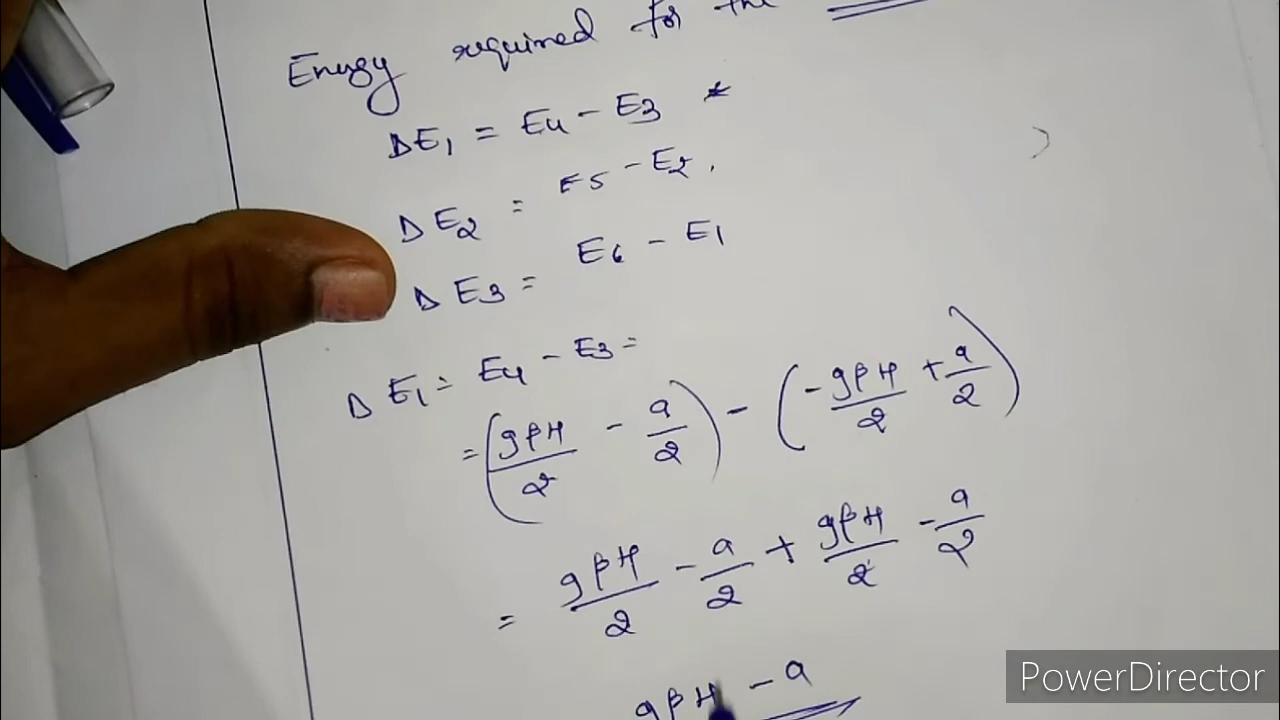 Energy required for the
ΔE1 = E4 - E3 *
ΔE2 = E5 - E2.
ΔE3 = E6 - E1
ΔE1 = E4 - E3 =
= (gβH/2 - a/2) - (-gβH/2 + a/2)
= gβH/2 - a/2 + gβH/2 - a/2
gβH - a
PowerDirector